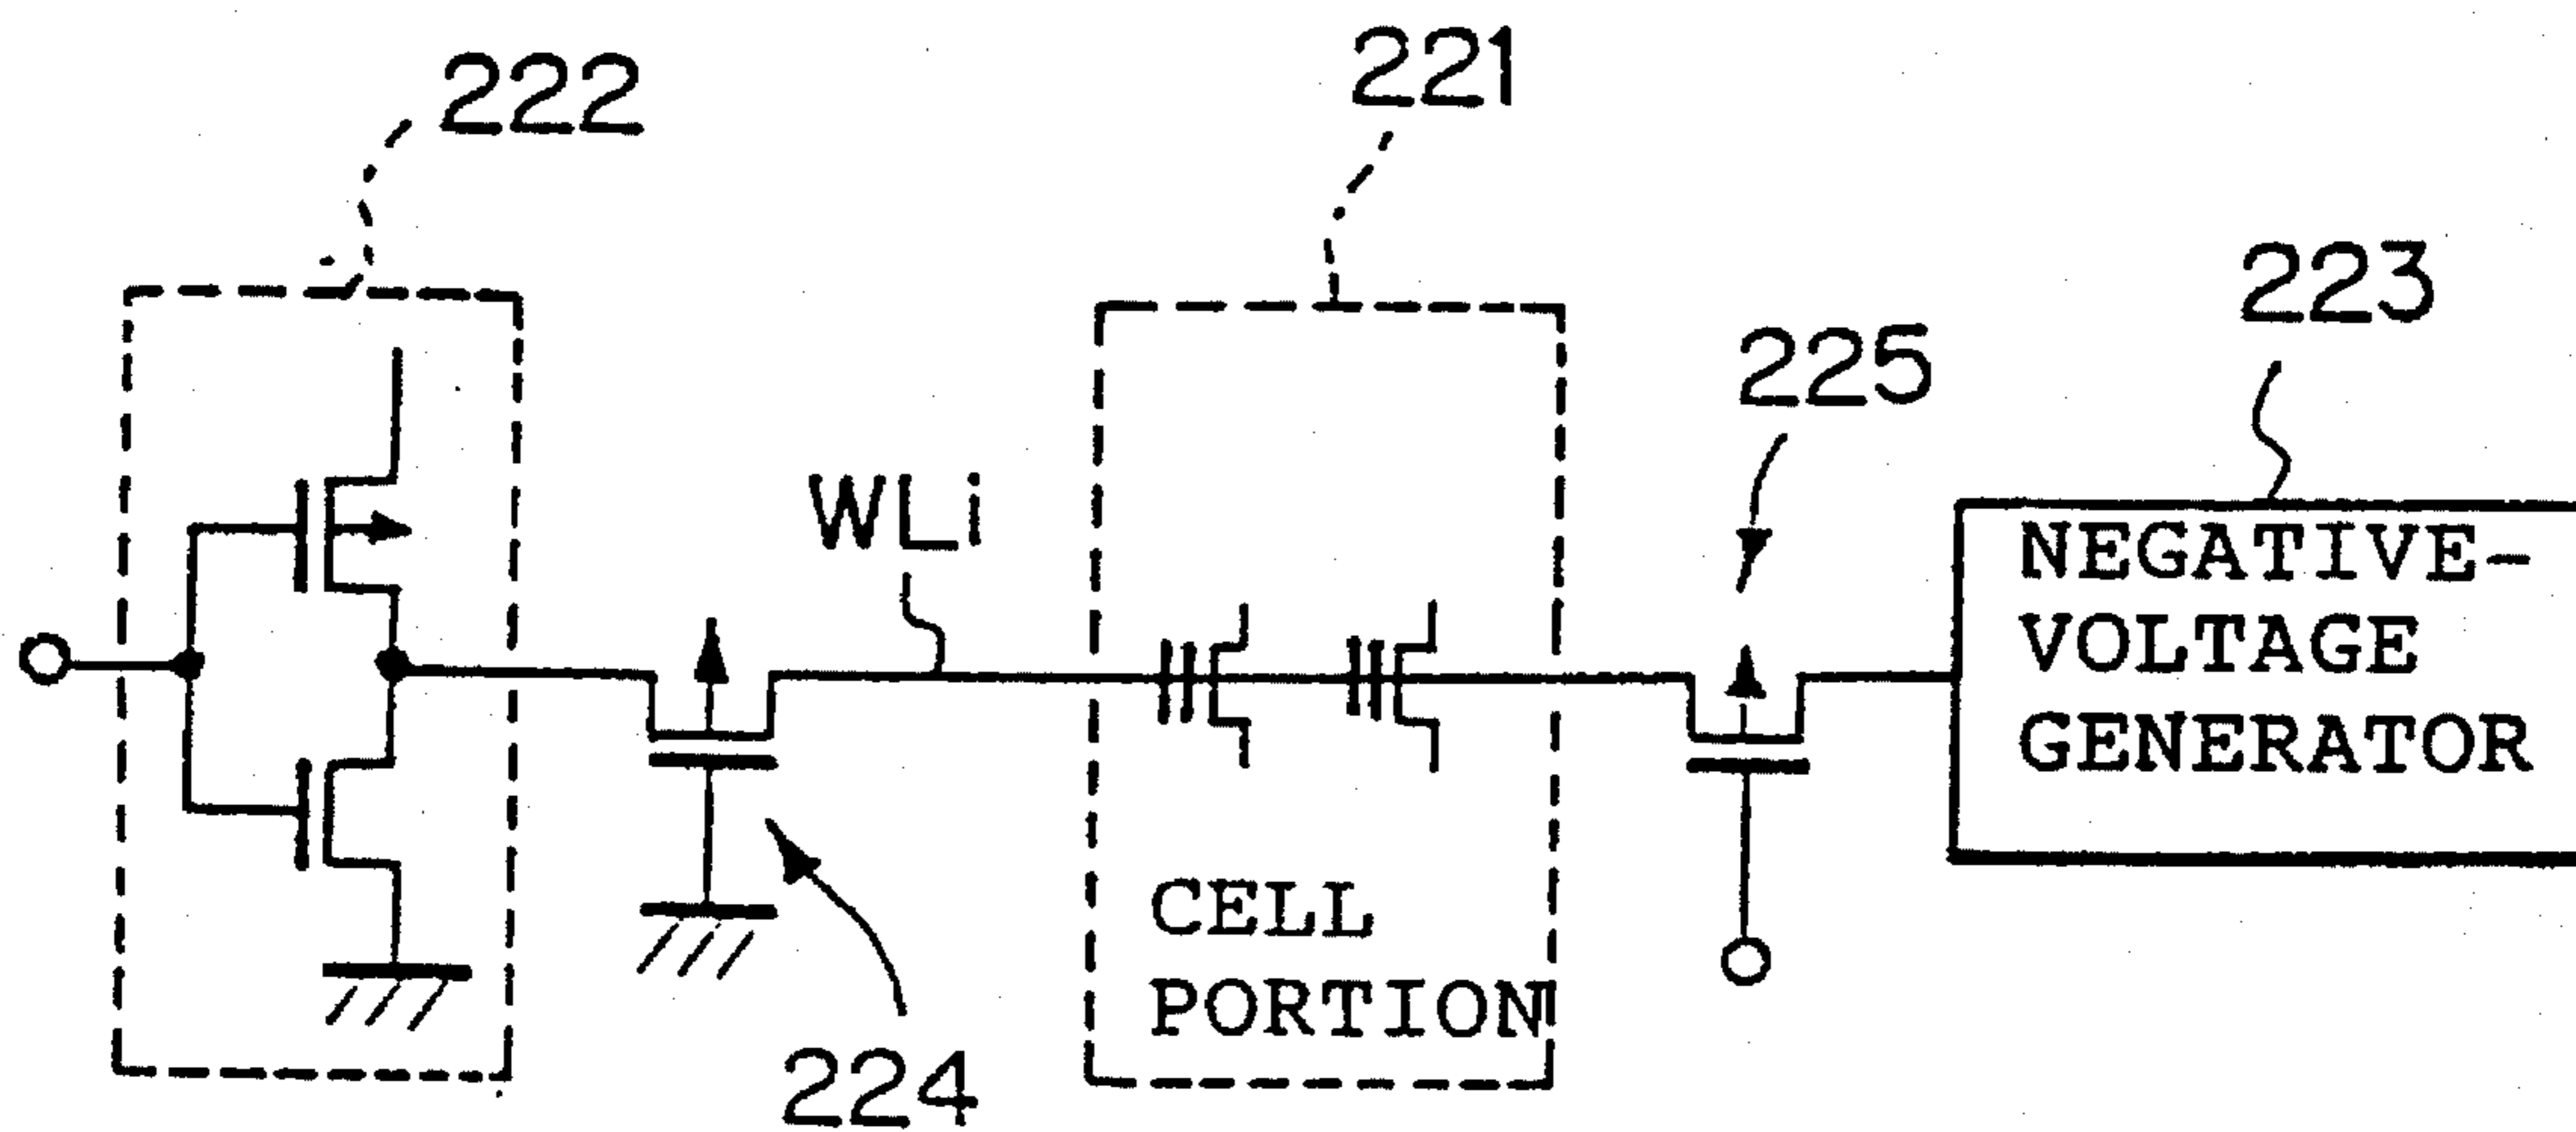 222
221
223
225
WLi
NEGATIVE-
VOLTAGE
GENERATOR
CELL
PORTION
224